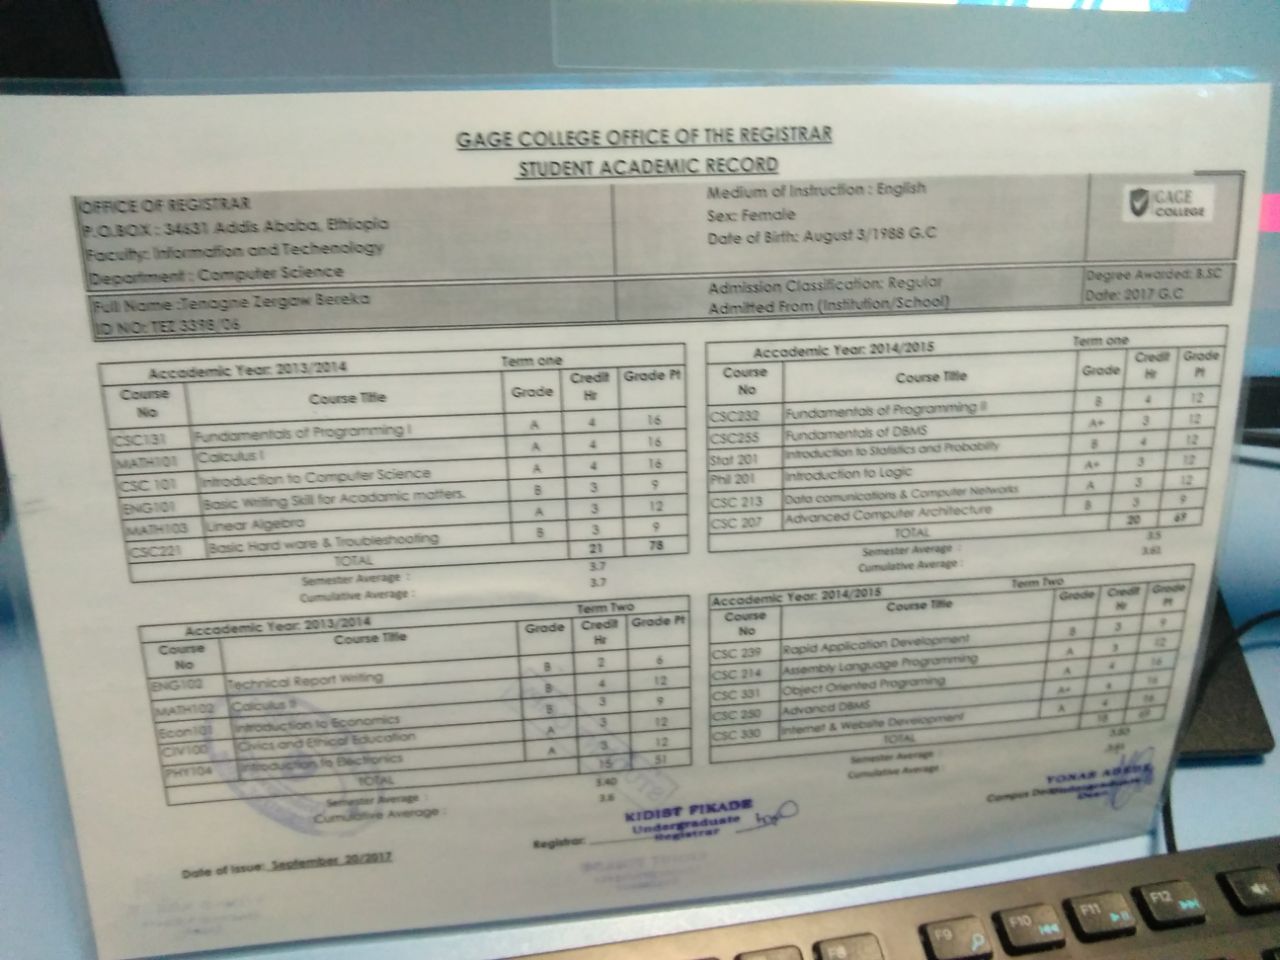 GAGE COLLEGE OFFICE OF THE REGISTRAR
STUDENT ACADEMIC RECORD
OFFICE OF REGISTRAR
P.O.BOX : 34631 Addis Ababa, Ethiopia
Faculty: Information and Techenology
Department : Computer Science
Medium of Instruction : English
Sex: Female
Date of Birth: August 3/1988 G.C
GAGE
COLLEGE
Full Name :Tenagne Zergaw Bereka
ID NO: TEZ 3398/06
Admission Classification: Regular
Admitted From (Institution/School)
Degree Awarded: B.SC
Date: 2017 G.C
Accademic Year: 2013/2014 Term one
Course No Course Title Grade Credit Hr Grade Pt
CSC131 Fundamentals of Programming I A 4 16
MATH101 Calculus I A 4 16
CSC 101 Introduction to Computer Science A 4 16
ENG101 Basic Writing Skill for Acadamic matters. B 3 9
MATH103 Linear Algebra A 3 12
CSC221 Basic Hard ware & Troubleshooting B 3 9
TOTAL 21 78
Semester Average : 3.7
Cumulative Average : 3.7
Accademic Year: 2013/2014 Term Two
Course No Course Title Grade Credit Hr Grade Pt
ENG102 Technical Report Writing B 2 6
MATH102 Calculus II B 4 12
Econ101 Introduction to Economics B 3 9
CIV100 Civics and Ethical Education A 3 12
PHY104 Introduction to Electronics A 3 12
TOTAL 15 51
Semester Average : 3.40
Cumulative Average : 3.6
Accademic Year: 2014/2015 Term one
Course No Course Title Grade Credit Hr Grade Pt
CSC232 Fundamentals of Programming II B 4 12
CSC255 Fundamentals of DBMS A+ 3 12
Stat 201 Introduction to Statistics and Probability B 4 12
Phil 201 Introduction to Logic A+ 3 12
CSC 213 Data comunications & Computer Networks A 3 12
CSC 207 Advanced Computer Architecture B 3 9
TOTAL 20 69
Semester Average : 3.5
Cumulative Average : 3.61
Accademic Year: 2014/2015 Term Two
Course No Course Title Grade Credit Hr Grade Pt
CSC 239 Rapid Application Development B 3 9
CSC 214 Assembly Language Programming A 3 12
CSC 331 Object Oriented Programing A 4 16
CSC 250 Advanced DBMS A+ 4 16
CSC 330 Internet & Website Development A 4 16
TOTAL 18 69
Semester Average :
Cumulative Average :
Date of Issue: September 20/2017
Registrar:
KIDIST FIKADE
Undergraduate
Registrar
Campus Dean
YONAS
Undergraduate
Dean
F8
F9
F10
F11
F12